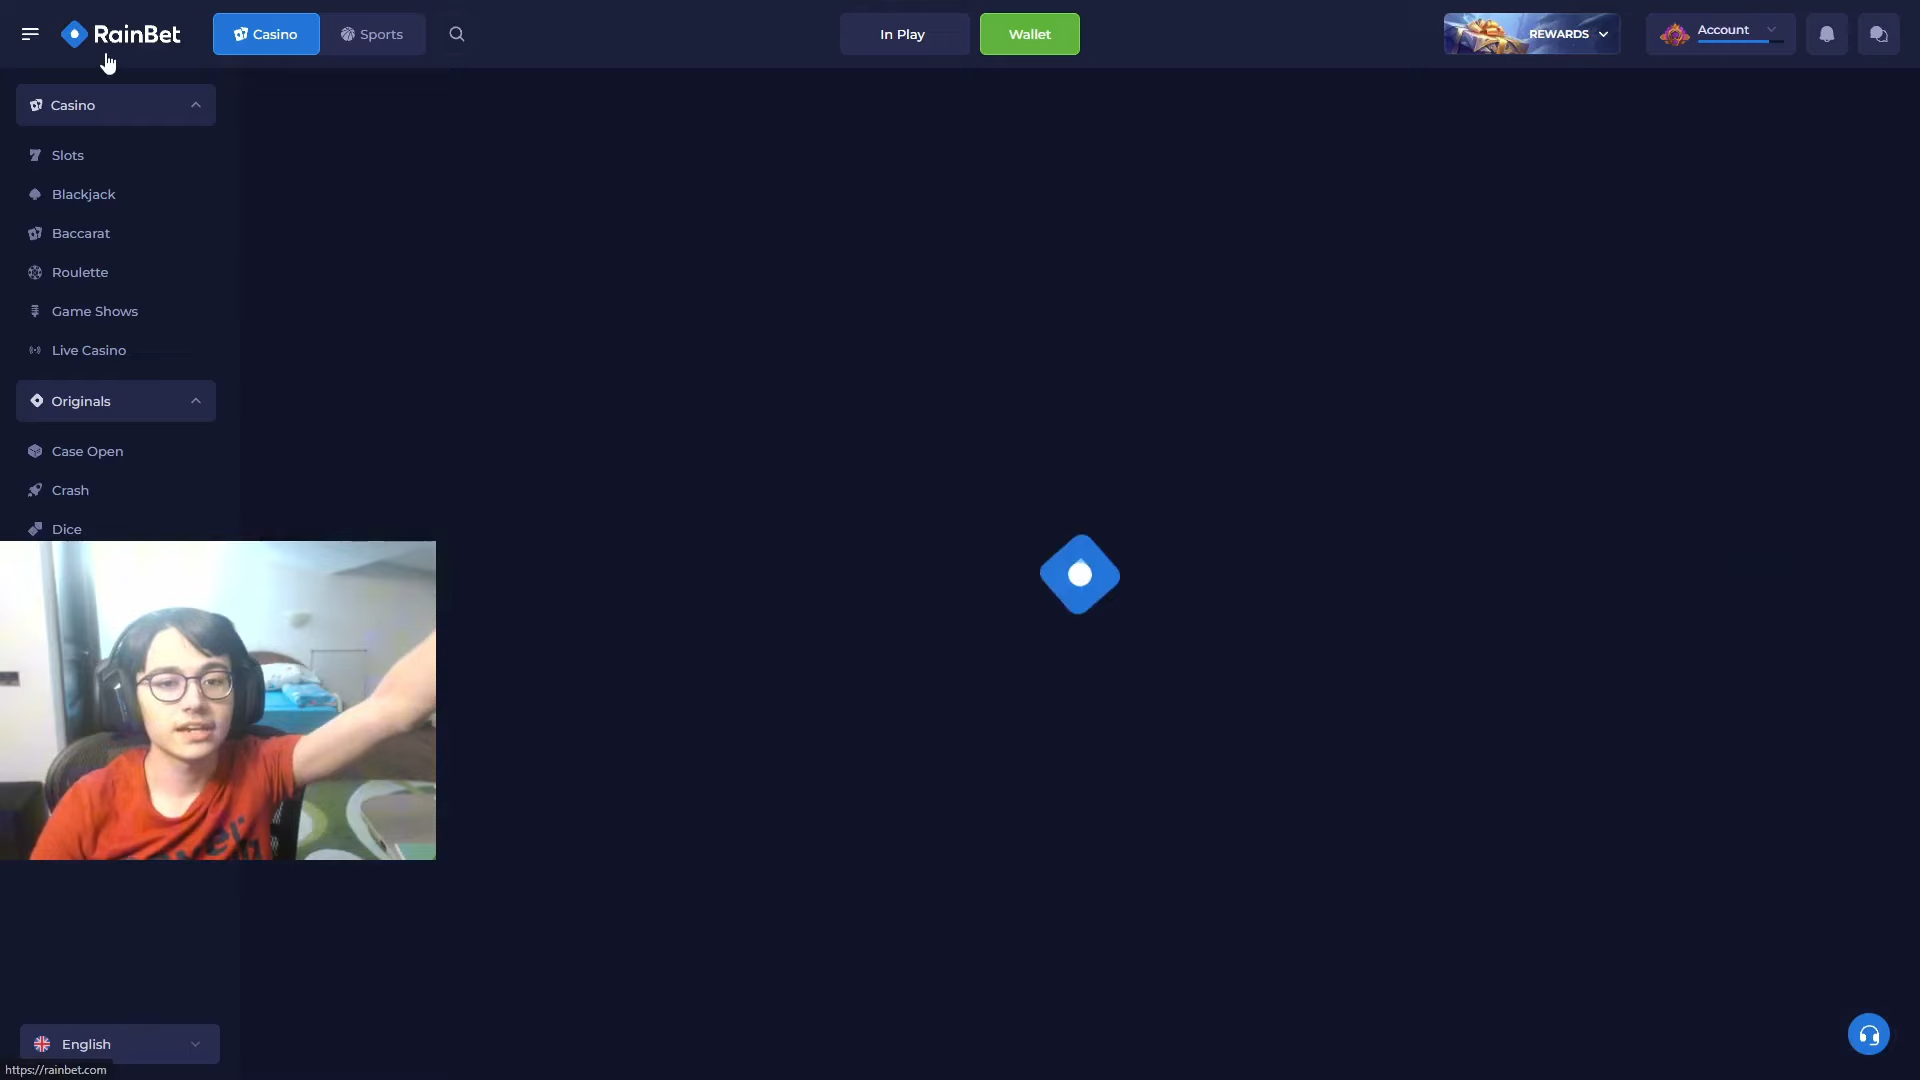 RainBet
Casino
Sports
In Play
Wallet
REWARDS
Account
Casino
Slots
Blackjack
Baccarat
Roulette
Game Shows
Live Casino
Originals
Case Open
Crash
Dice
English
https://rainbet.com